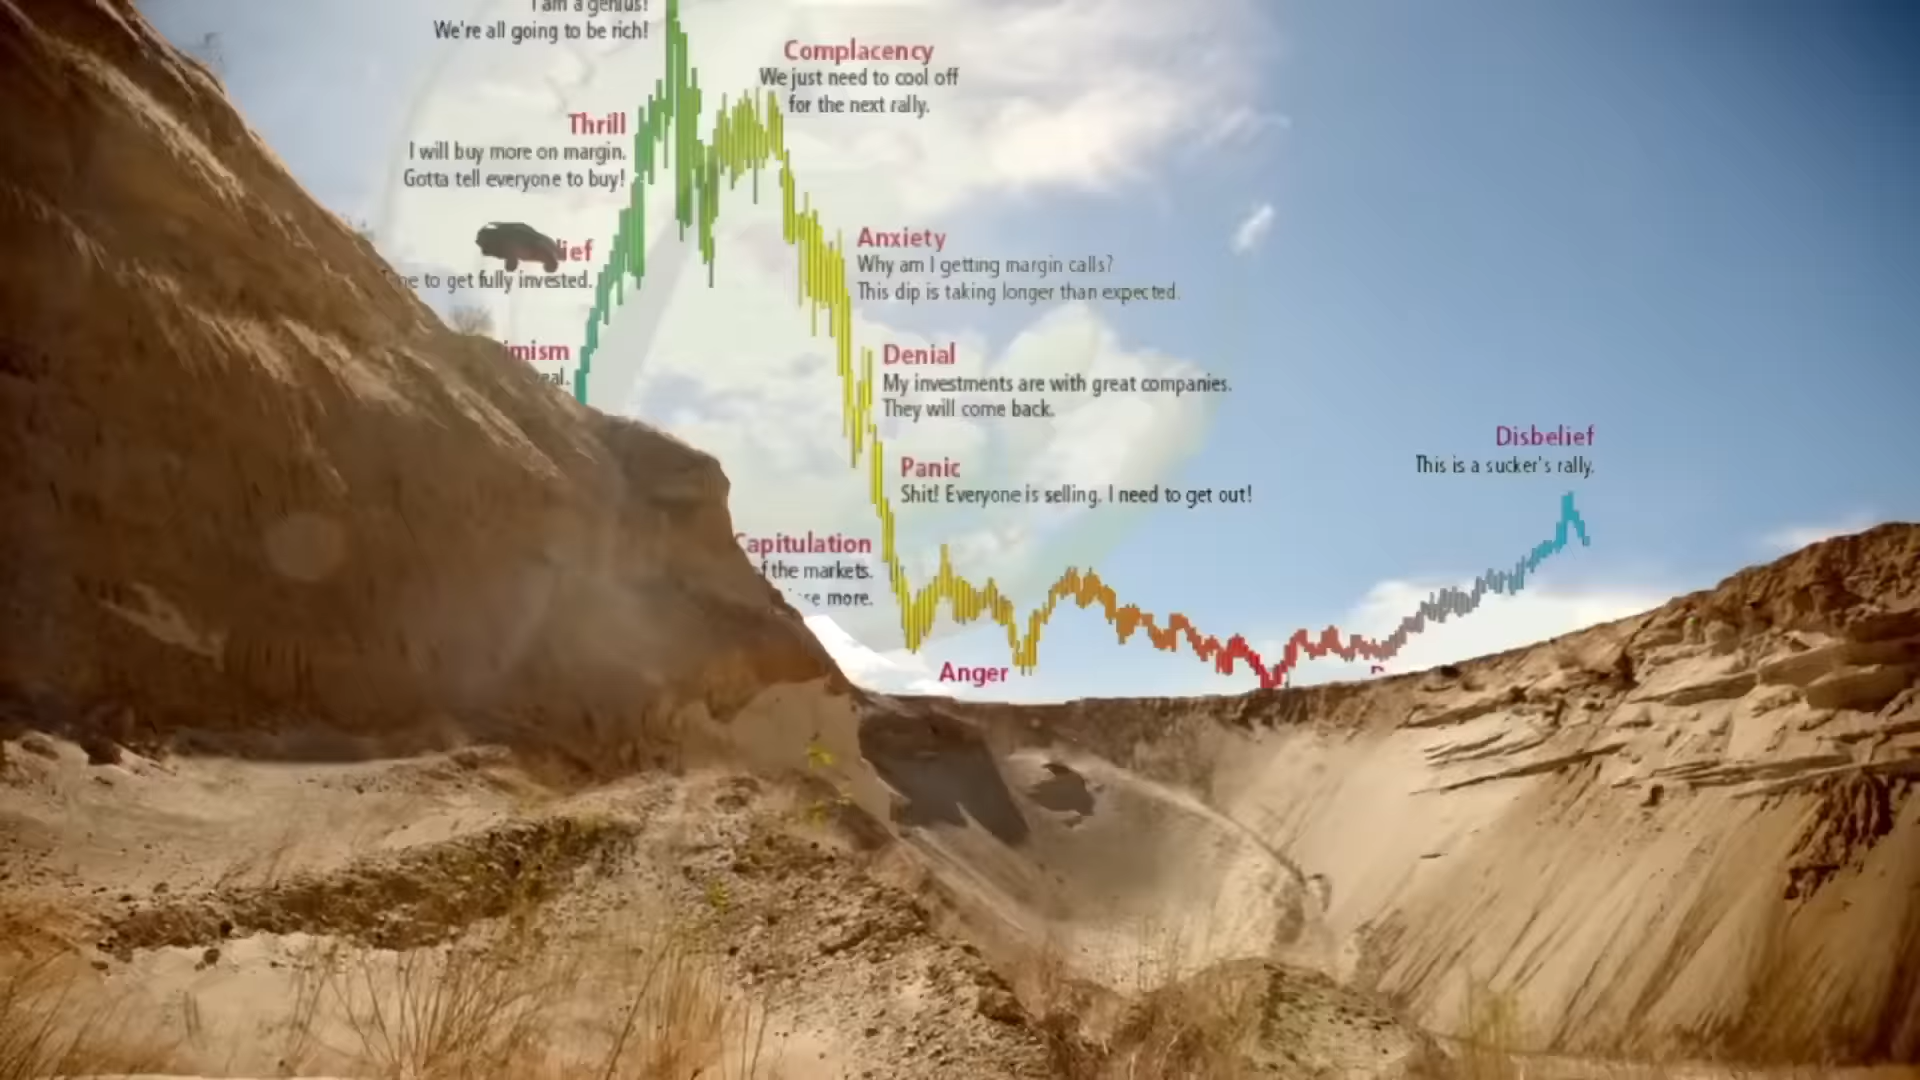 I am a genius!
We're all going to be rich!
Complacency
We just need to cool off
for the next rally.
Thrill
I will buy more on margin.
Gotta tell everyone to buy!
to get fully invested.
Anxiety
Why am I getting margin calls?
This dip is taking longer than expected.
Denial
My investments are with great companies.
They will come back.
Disbelief
This is a sucker's rally.
Panic
Shit! Everyone is selling. I need to get out!
Capitulation
the markets.
more.
Anger